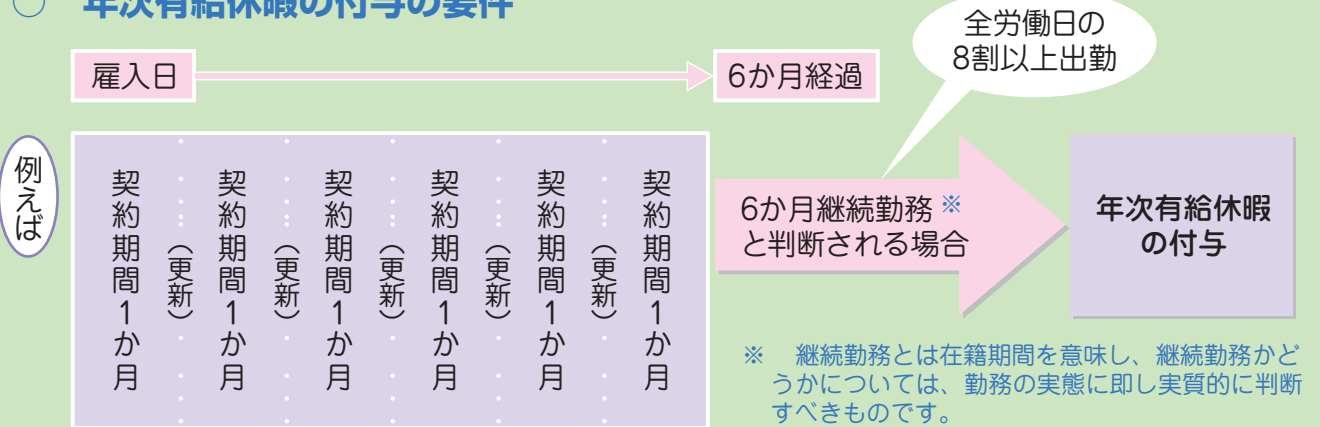 ○ 年次有給休暇の付与の要件
全労働日の
8割以上出勤
雇入日
6か月経過
例えば
契約期間1か月
(更新)
契約期間1か月
(更新)
契約期間1か月
(更新)
契約期間1か月
(更新)
契約期間1か月
(更新)
契約期間1か月
6か月継続勤務※
と判断される場合
年次有給休暇
の付与
※ 継続勤務とは在籍期間を意味し、継続勤務かど
うかについては、勤務の実態に即し実質的に判断
すべきものです。